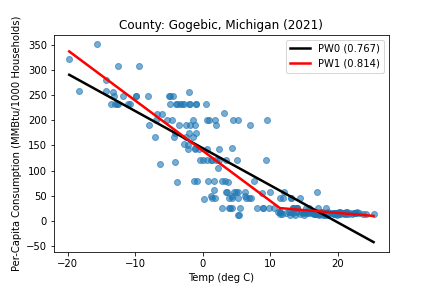 County: Gogebic, Michigan (2021)
PW0 (0.767)
PW1 (0.814)
Per-Capita Consumption (MMBtu/1000 Households)
350
300
250
200
150
100
50
0
−50
−20
−10
0
10
20
Temp (deg C)